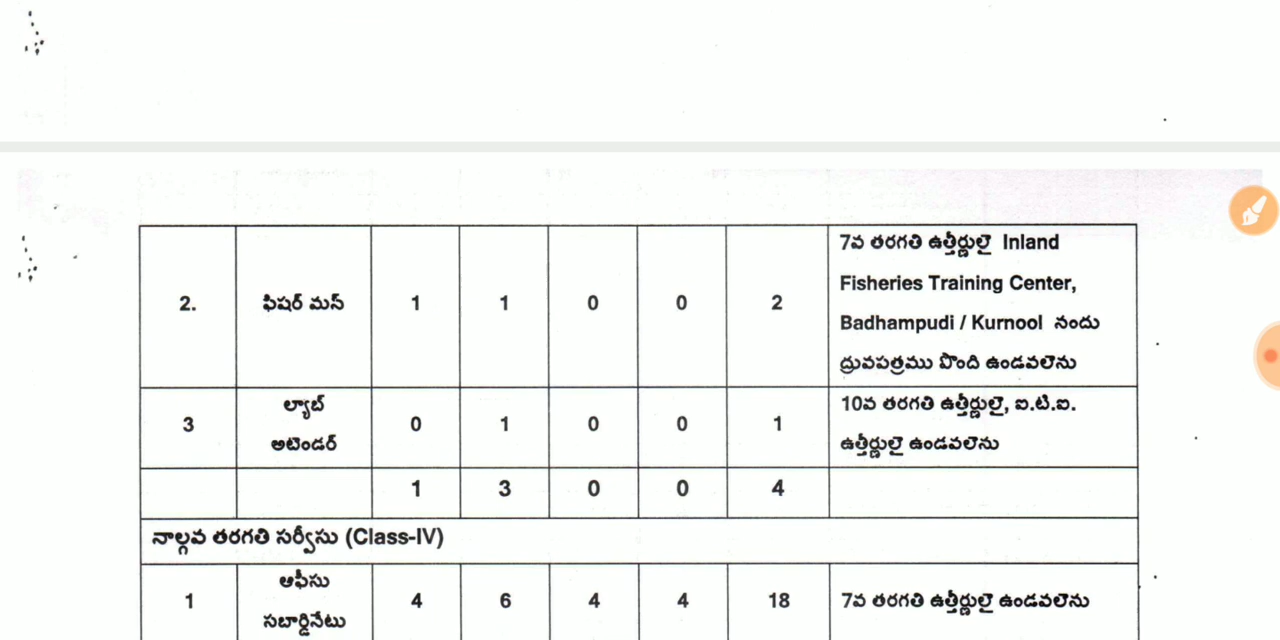 2. ఫిషర్ మన్ 1 1 0 0 2 7వ తరగతి ఉత్తీర్ణులై Inland
Fisheries Training Center,
Badhampudi / Kurnool నందు
ధ్రువపత్రము పొంది ఉండవలెను
3 ల్యాబ్ అటెండర్ 0 1 0 0 1 10వ తరగతి ఉత్తీర్ణులై, ఐ.టి.ఐ.
ఉత్తీర్ణులై ఉండవలెను
1 3 0 0 4
నాల్గవ తరగతి సర్వీసు (Class-IV)
1 ఆఫీసు సబార్డినేటు 4 6 4 4 18 7వ తరగతి ఉత్తీర్ణులై ఉండవలెను